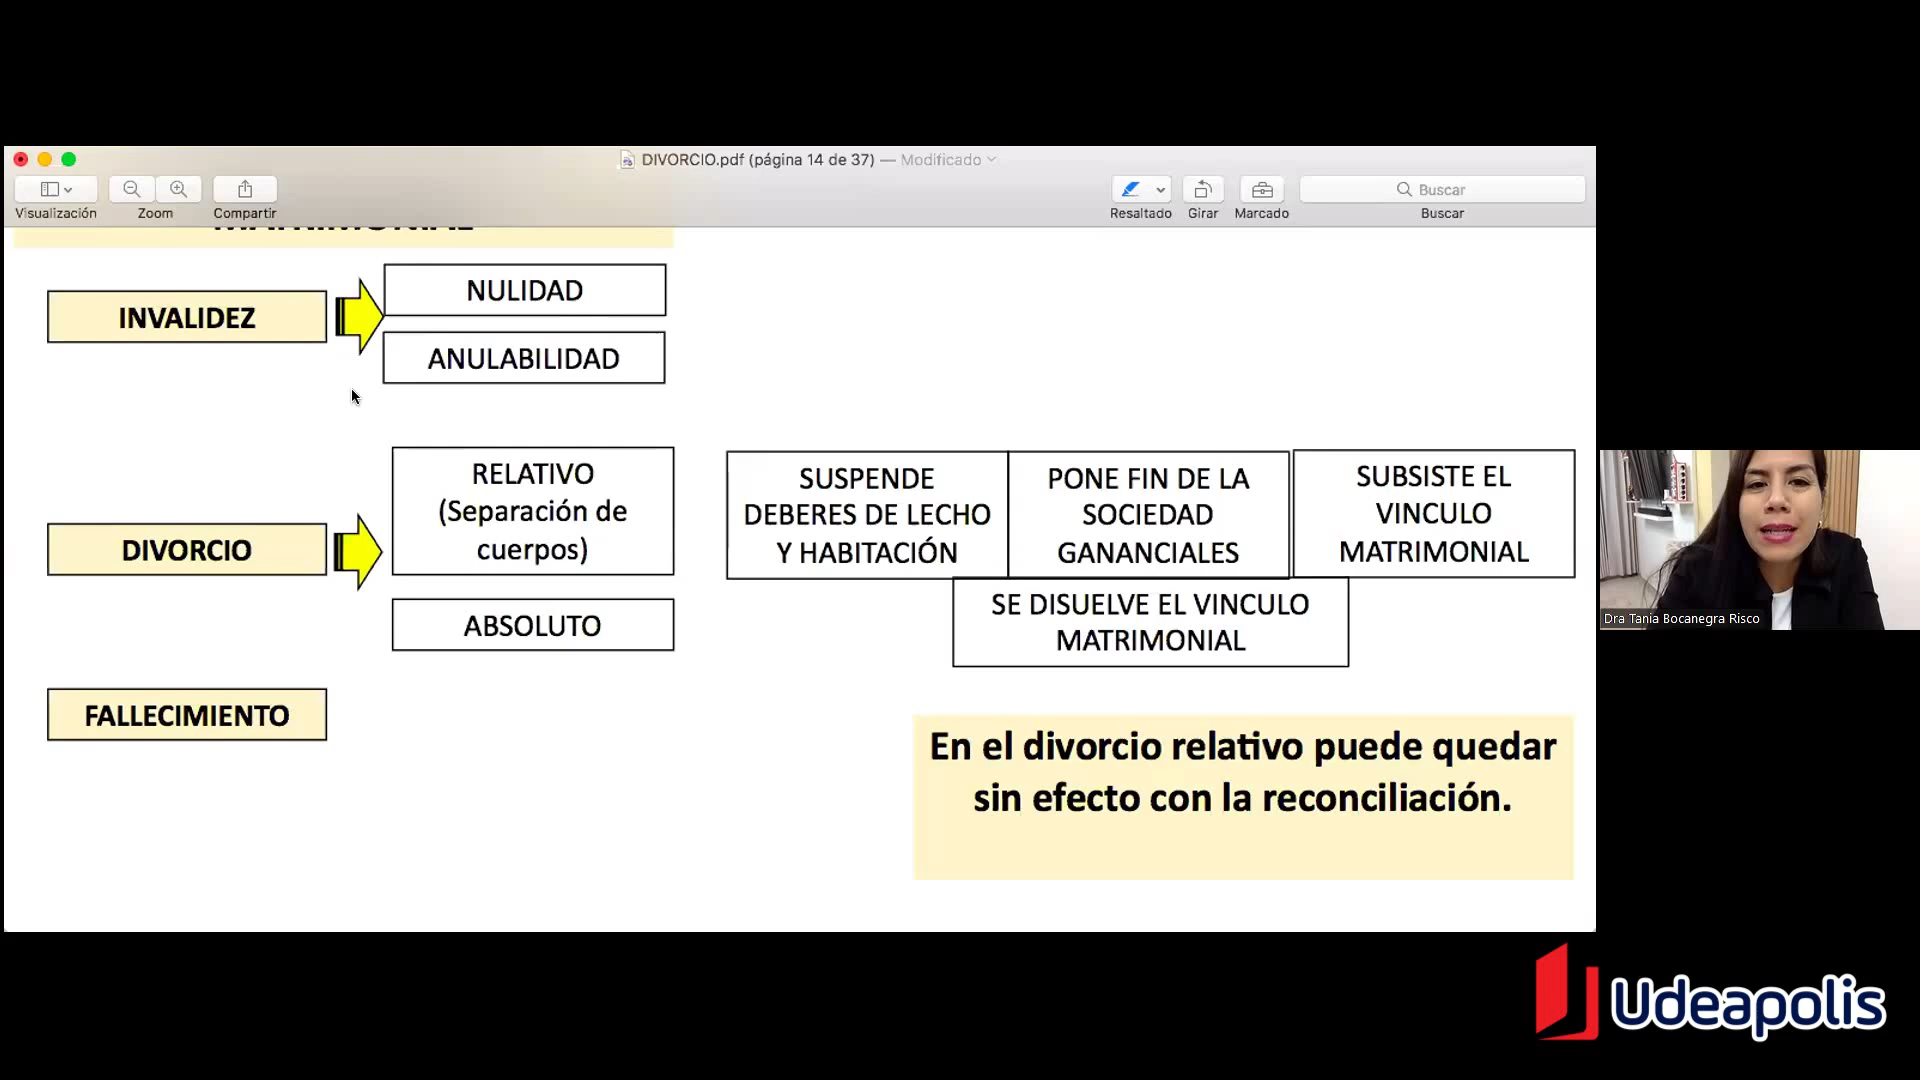 DIVORCIO.pdf (página 14 de 37) — Modificado
Visualización
Zoom
Compartir
Resaltado
Girar
Marcado
Buscar
Buscar
MATRIMONIAL
INVALIDEZ
NULIDAD
ANULABILIDAD
DIVORCIO
RELATIVO
(Separación de
cuerpos)
ABSOLUTO
SUSPENDE
DEBERES DE LECHO
Y HABITACIÓN
PONE FIN DE LA
SOCIEDAD
GANANCIALES
SUBSISTE EL
VINCULO
MATRIMONIAL
SE DISUELVE EL VINCULO
MATRIMONIAL
FALLECIMIENTO
En el divorcio relativo puede quedar
sin efecto con la reconciliación.
Dra Tania Bocanegra Risco
Udeapolis